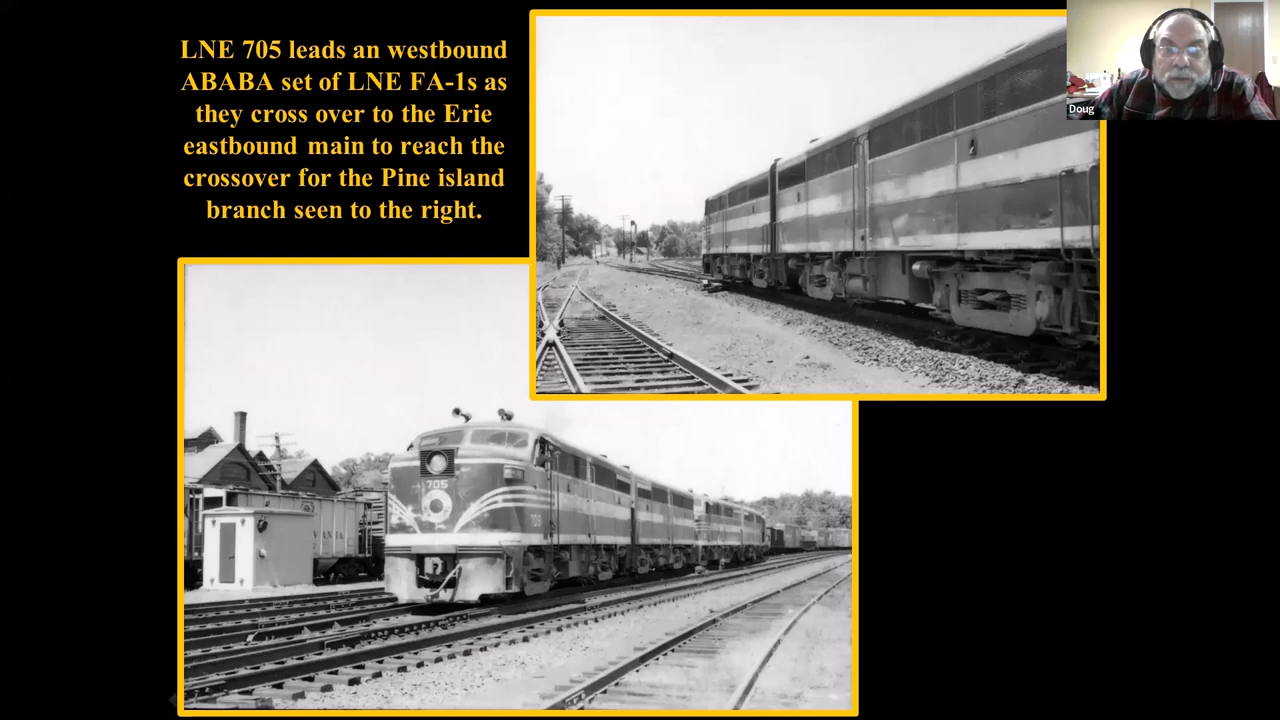 LNE 705 leads an westbound
ABABA set of LNE FA-1s as
they cross over to the Erie
eastbound main to reach the
crossover for the Pine island
branch seen to the right.
Doug
705
705
VANIA